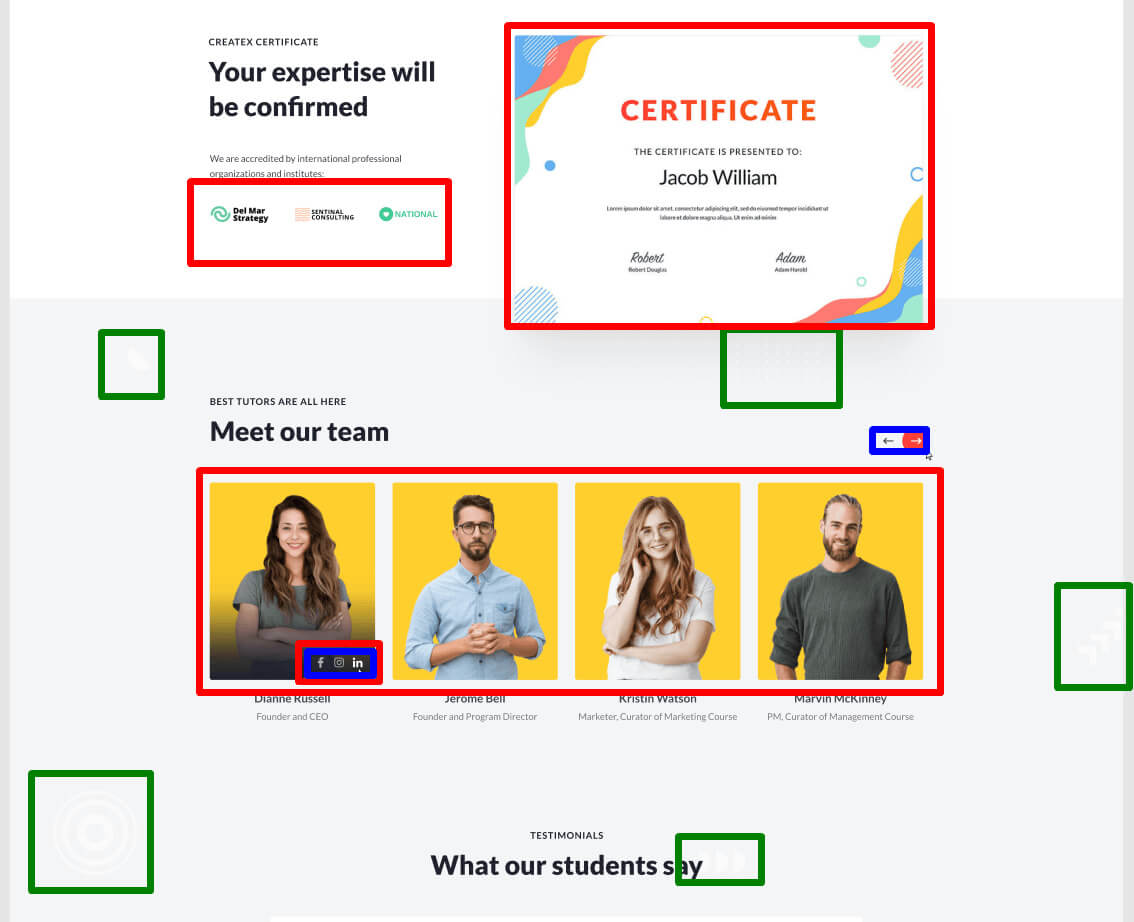 CREATEX CERTIFICATE
Your expertise will
be confirmed
We are accredited by international professional
organizations and institutes:
Del Mar
Strategy
SENTINAL
CONSULTING
NATIONAL
CERTIFICATE
THE CERTIFICATE IS PRESENTED TO:
Jacob William
Lorem ipsum dolor sit amet, consectetur adipiscing elit, sed do eiusmod tempor incididunt ut
labore et dolore magna aliqua. Ut enim ad minim
Robert
Robert Douglas
Adam
Adam Harold
BEST TUTORS ARE ALL HERE
Meet our team
f
in
Dianne Russell
Founder and CEO
Jerome Bell
Founder and Program Director
Kristin Watson
Marketer, Curator of Marketing Course
Marvin McKinney
PM, Curator of Management Course
TESTIMONIALS
What our students say